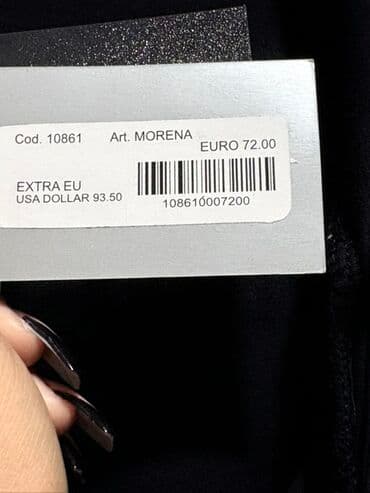 Cod. 10861 Art. MORENA
EURO 72.00
EXTRA EU
USA DOLLAR 93.50
108610007200